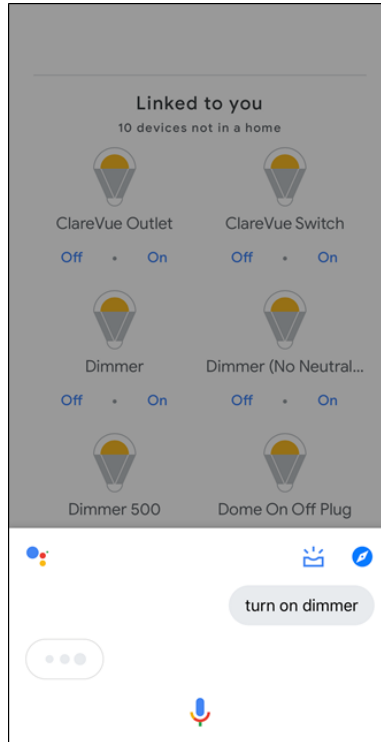 Linked to you
10 devices not in a home
ClareVue Outlet ClareVue Switch
Off • On Off • On
Dimmer Dimmer (No Neutral...
Off • On Off • On
Dimmer 500 Dome On Off Plug
turn on dimmer